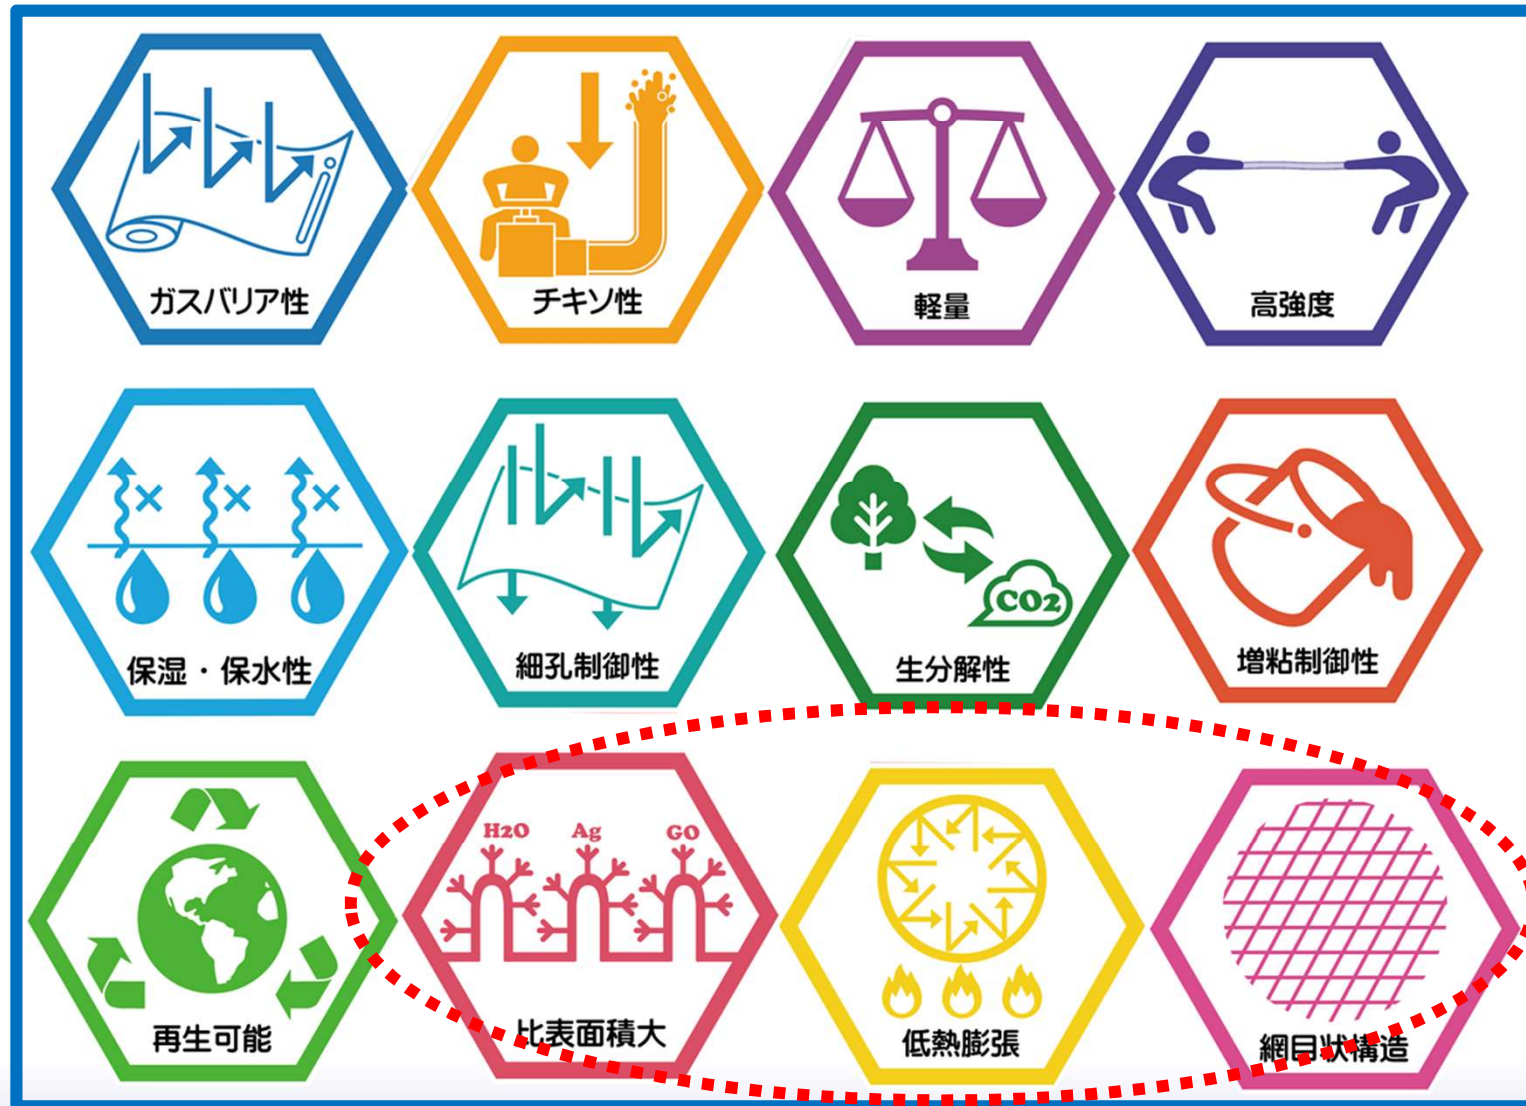 ガスバリア性
チキソ性
軽量
高強度
保湿・保水性
細孔制御性
CO2
生分解性
増粘制御性
再生可能
H2O Ag GO
比表面積大
低熱膨張
網目状構造